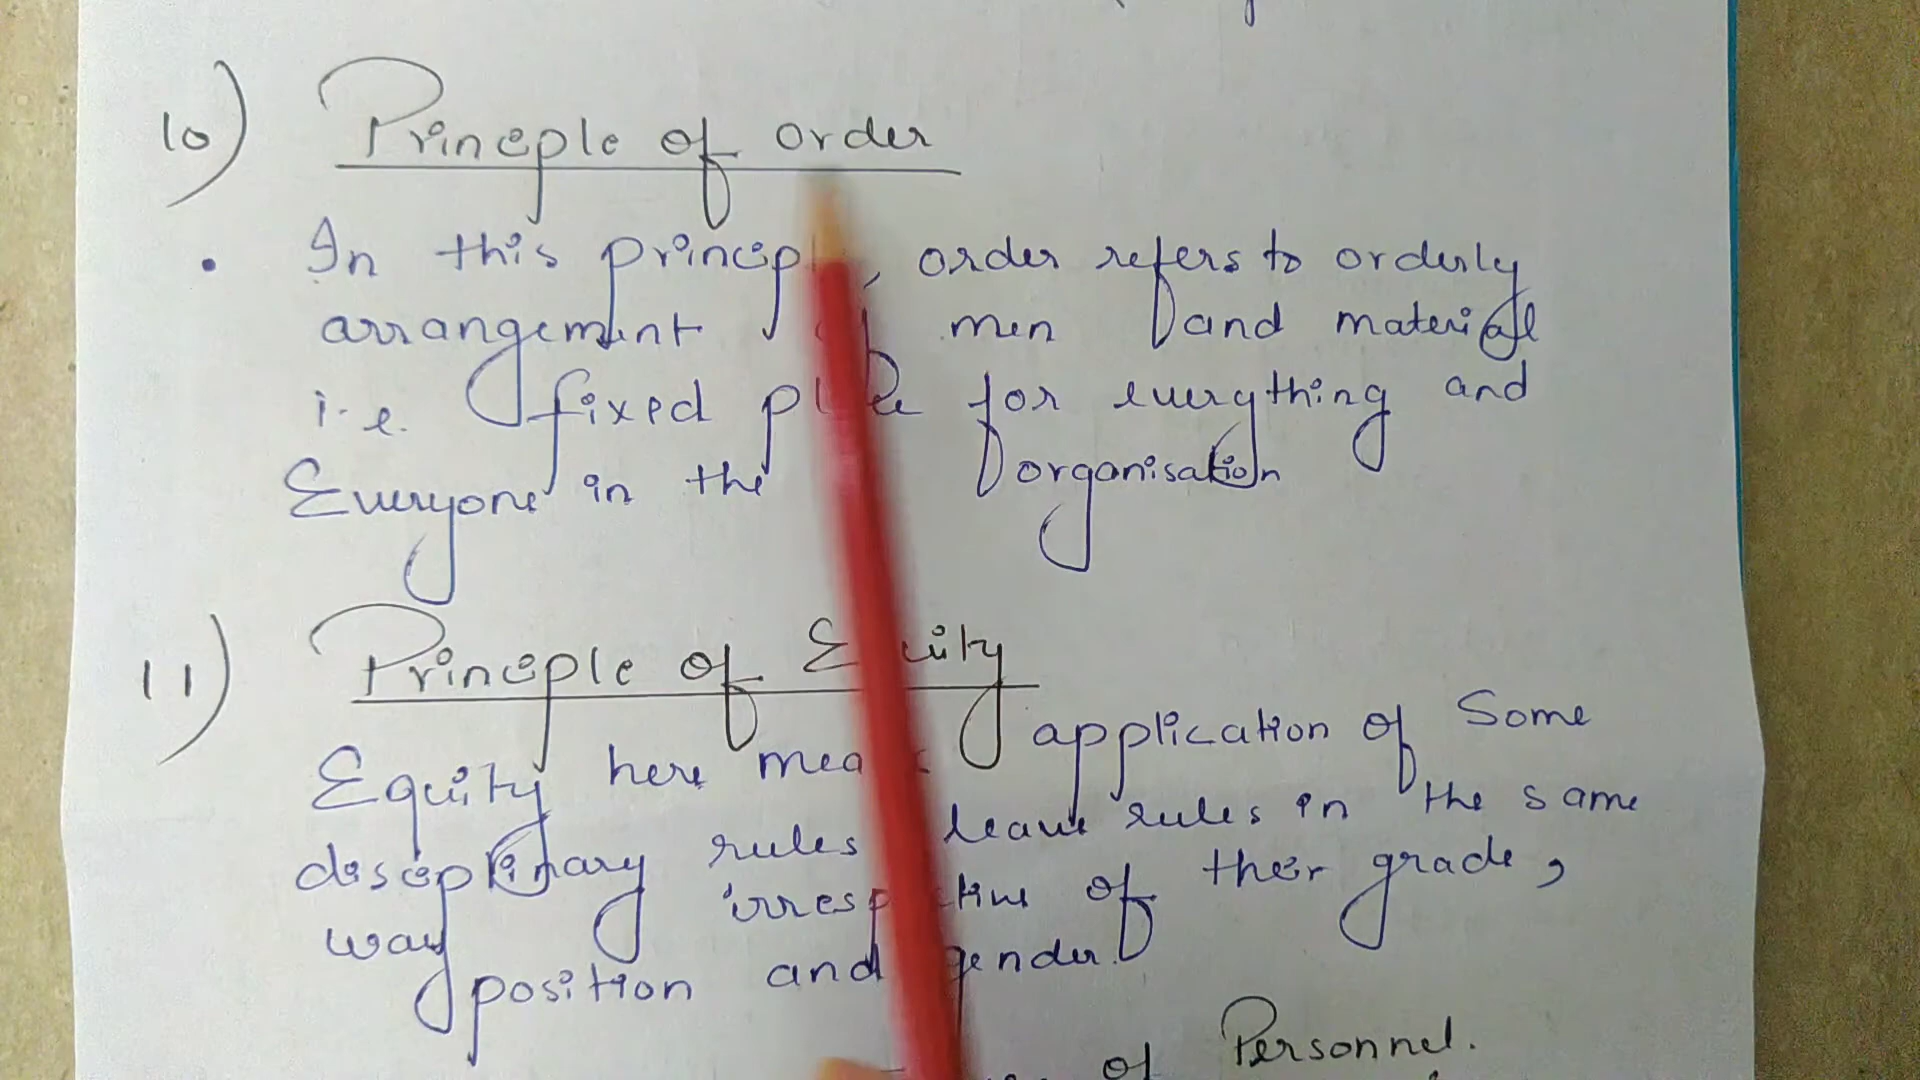 10) Principle of order
• In this principle, order refers to orderly
arrangement of men and material
i.e. fixed place for everything and
Everyone in the organisation
11) Principle of Equity
Equity here means application of Some
disciplinary rules leave rules in the same
way irrespective of their grade,
position and gender.
of Personnel.